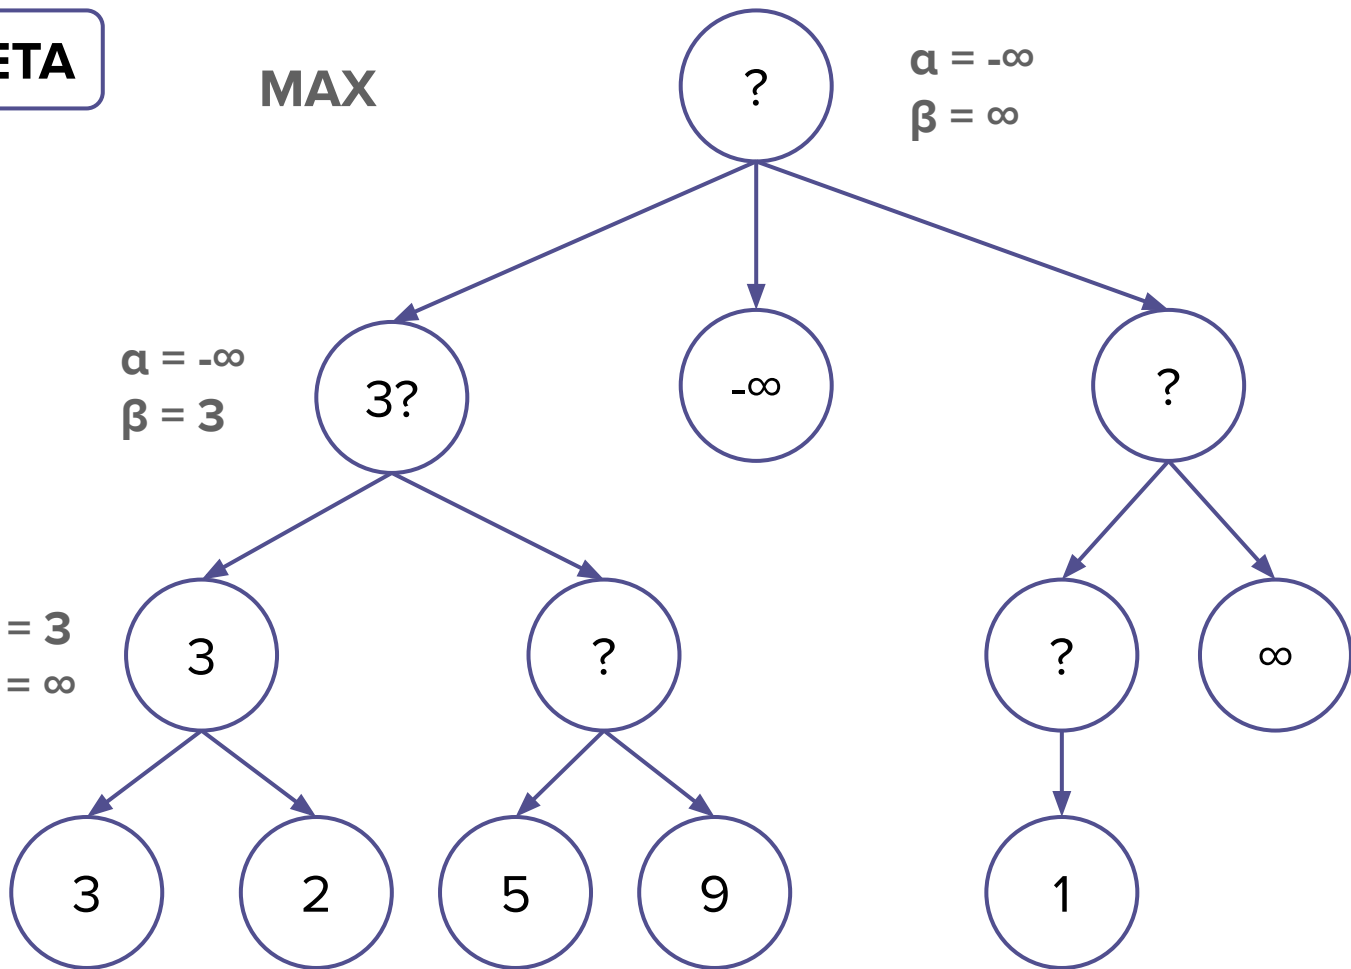 ETA
MAX
?
α = -∞
β = ∞
α = -∞
β = 3
3?
-∞
?
= 3
= ∞
3
?
?
∞
3
2
5
9
1